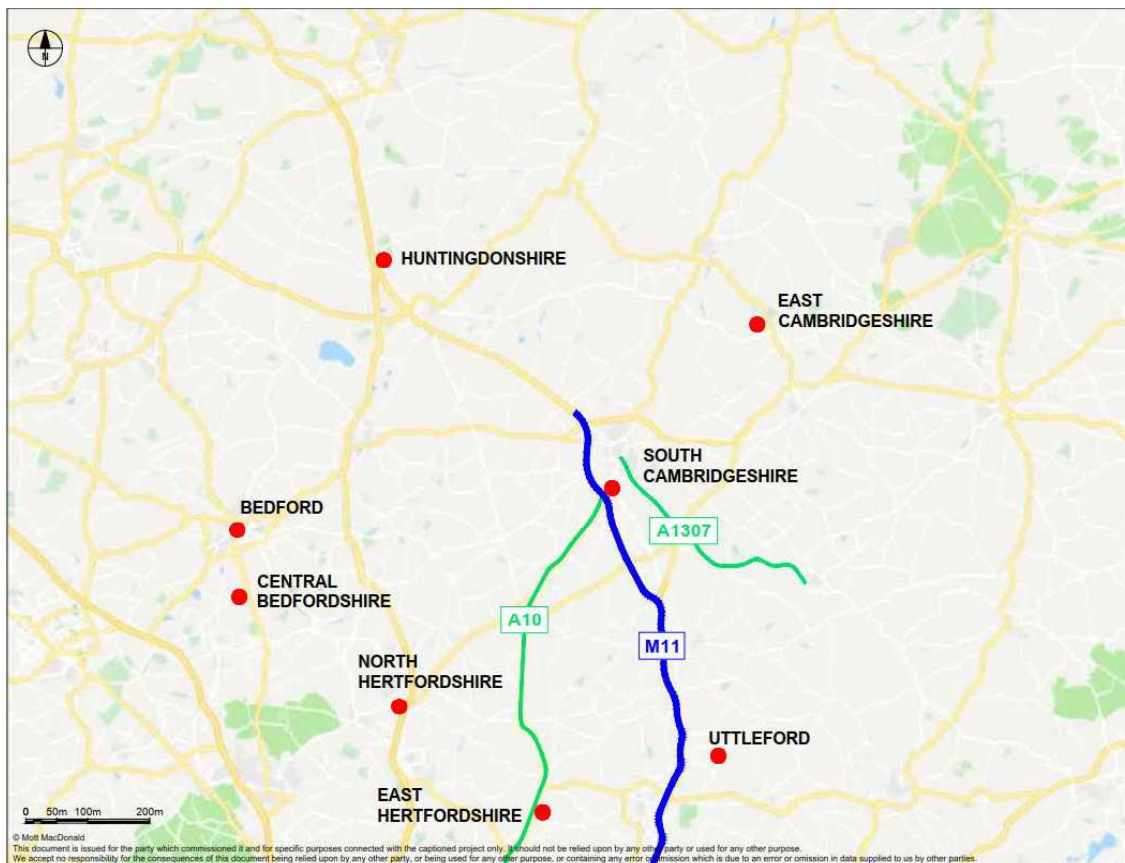 N
HUNTINGDONSHIRE
EAST
CAMBRIDGESHIRE
SOUTH
CAMBRIDGESHIRE
BEDFORD
A1307
CENTRAL
BEDFORDSHIRE
A10
M11
NORTH
HERTFORDSHIRE
UTTLEFORD
EAST
HERTFORDSHIRE
0 50m 100m 200m
© Mott MacDonald
This document is issued for the party which commissioned it and for specific purposes connected with the captioned project only. It should not be relied upon by any other party or used for any other purpose.
We accept no responsibility for the consequences of this document being relied upon by any other party, or being used for any other purpose, or containing any error or omission which is due to an error or omission in data supplied to us by other parties.